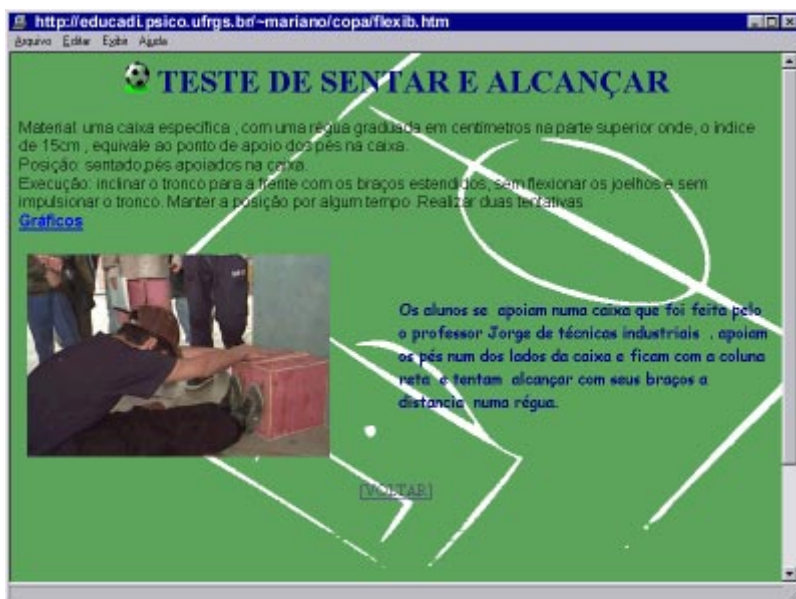 http://educadi.psico.ufrgs.br/~mariano/copa/flexib.htm
Arquivo Editar Exibir Ajuda
TESTE DE SENTAR E ALCANÇAR
Material: uma caixa específica , com uma régua graduada em centímetros na parte superior onde, o índice
de 15cm , equivale ao ponto de apoio dos pés na caixa.
Posição: sentado,pés apoiados na caixa.
Execução: inclinar o tronco para a frente com os braços estendidos, sem flexionar os joelhos e sem
impulsionar o tronco. Manter a posição por algum tempo .Realizar duas tentativas.
Gráficos
Os alunos se apoiam numa caixa que foi feita pelo
o professor Jorge de técnicas industriais . apoiam
os pés num dos lados da caixa e ficam com a coluna
reta e tentam alcançar com seus braços a
distancia numa régua.
[VOLTAR]